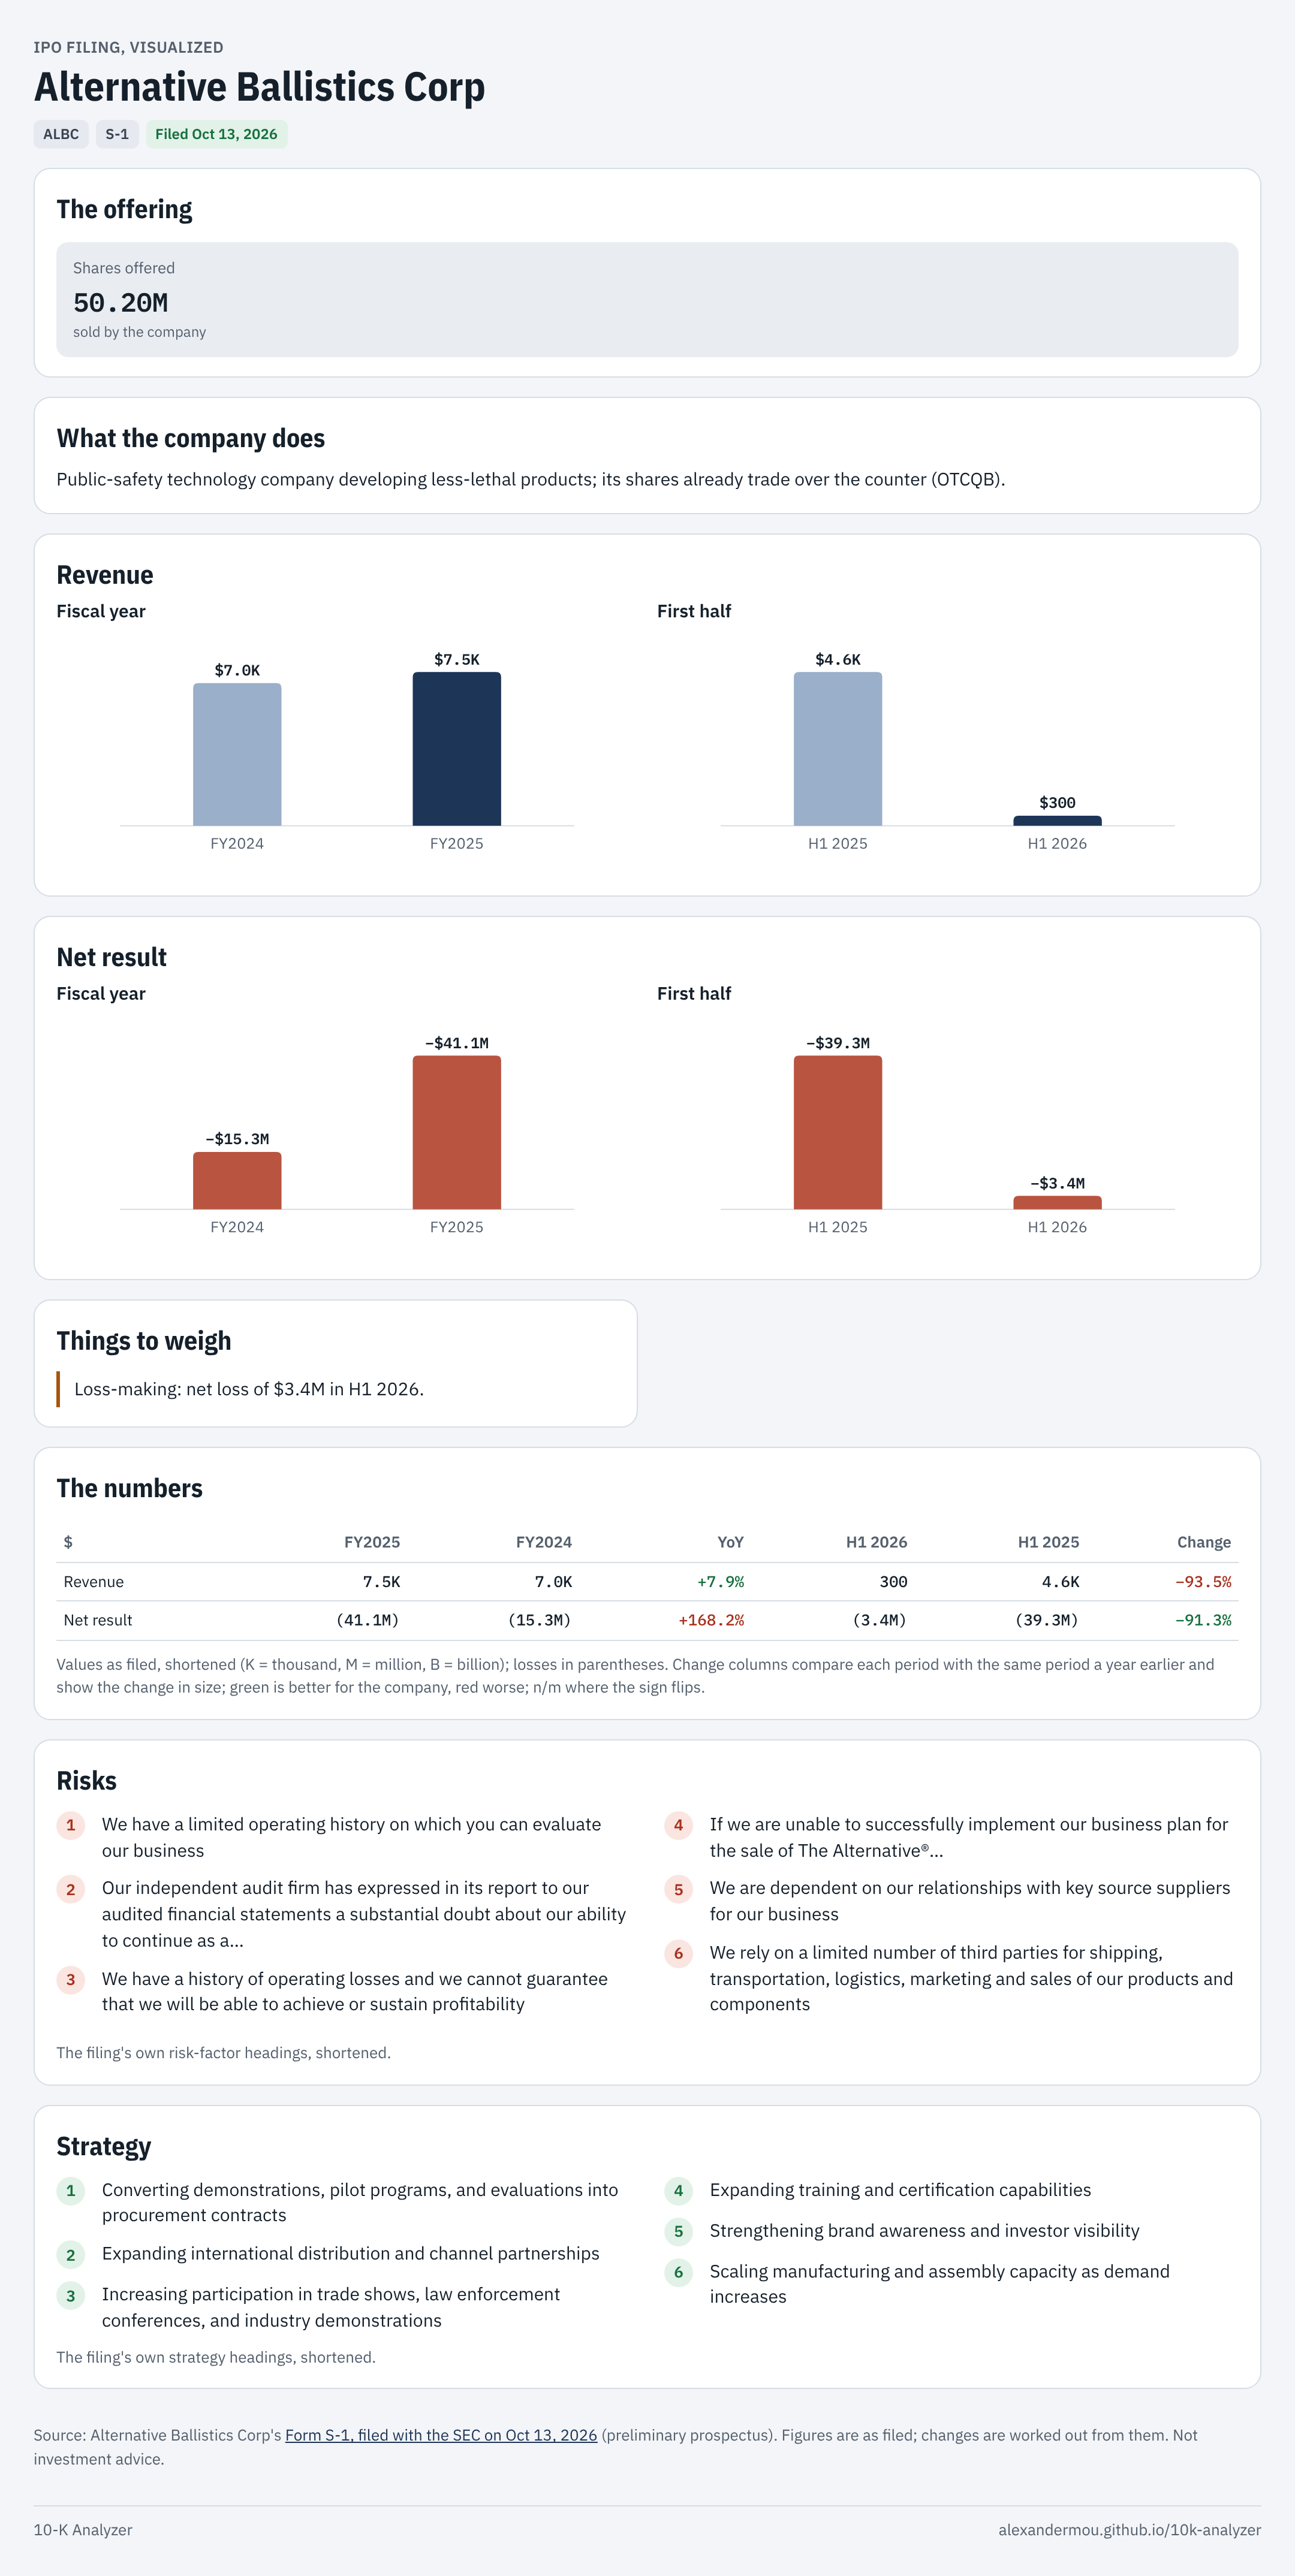 IPO FILING, VISUALIZED
Alternative Ballistics Corp
ALBC S-1 Filed Oct 13, 2026
The offering
Shares offered
50.20M
sold by the company
What the company does
Public-safety technology company developing less-lethal products; its shares already trade over the counter (OTCQB).
Revenue
Fiscal year
$7.0K
$7.5K
FY2024 FY2025
First half
$4.6K
$300
H1 2025 H1 2026
Net result
Fiscal year
−$15.3M
−$41.1M
FY2024 FY2025
First half
−$39.3M
−$3.4M
H1 2025 H1 2026
Things to weigh
Loss-making: net loss of $3.4M in H1 2026.
The numbers
$ FY2025 FY2024 YoY H1 2026 H1 2025 Change
Revenue 7.5K 7.0K +7.9% 300 4.6K −93.5%
Net result (41.1M) (15.3M) +168.2% (3.4M) (39.3M) −91.3%
Values as filed, shortened (K = thousand, M = million, B = billion); losses in parentheses. Change columns compare each period with the same period a year earlier and
show the change in size; green is better for the company, red worse; n/m where the sign flips.
Risks
1 We have a limited operating history on which you can evaluate
our business
2 Our independent audit firm has expressed in its report to our
audited financial statements a substantial doubt about our ability
to continue as a…
3 We have a history of operating losses and we cannot guarantee
that we will be able to achieve or sustain profitability
4 If we are unable to successfully implement our business plan for
the sale of The Alternative®…
5 We are dependent on our relationships with key source suppliers
for our business
6 We rely on a limited number of third parties for shipping,
transportation, logistics, marketing and sales of our products and
components
The filing's own risk-factor headings, shortened.
Strategy
1 Converting demonstrations, pilot programs, and evaluations into
procurement contracts
2 Expanding international distribution and channel partnerships
3 Increasing participation in trade shows, law enforcement
conferences, and industry demonstrations
4 Expanding training and certification capabilities
5 Strengthening brand awareness and investor visibility
6 Scaling manufacturing and assembly capacity as demand
increases
The filing's own strategy headings, shortened.
Source: Alternative Ballistics Corp's Form S-1, filed with the SEC on Oct 13, 2026 (preliminary prospectus). Figures are as filed; changes are worked out from them. Not
investment advice.
10-K Analyzer
alexandermou.github.io/10k-analyzer